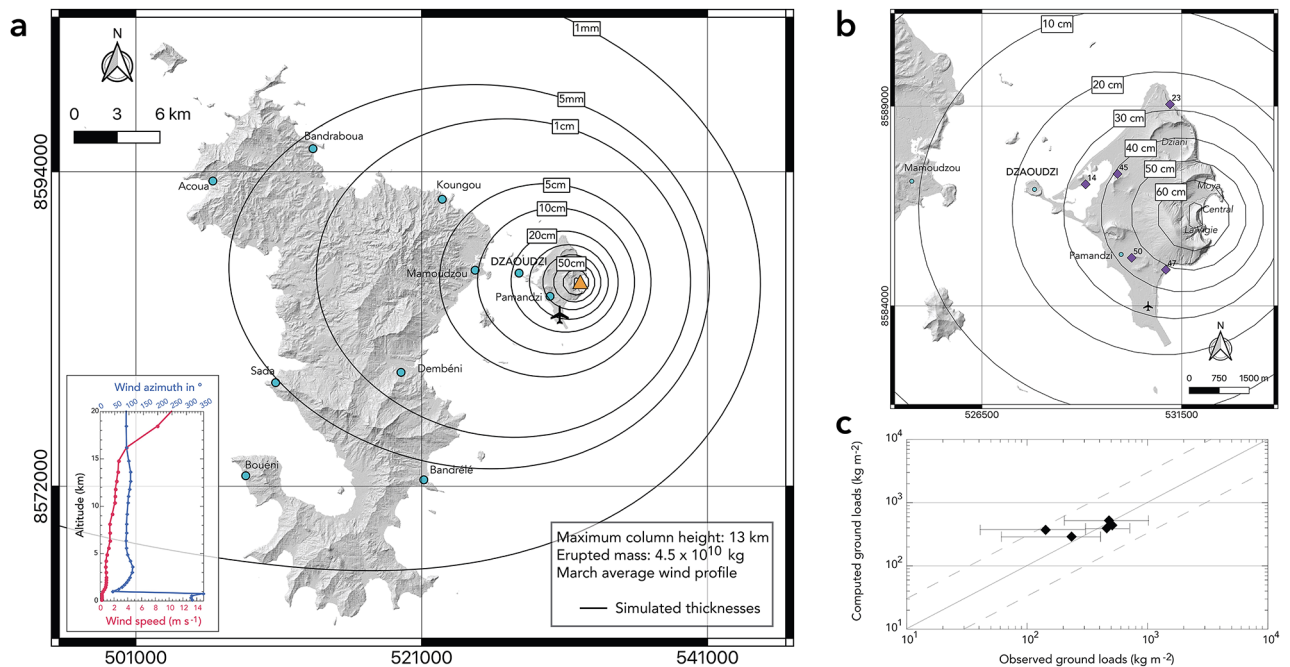 a
N
0 3 6 km
1mm
5mm
1cm
5cm
10cm
20cm
50cm
Bandraboua
Acoua
Koungou
Mamoudzou
DZAOUDZI
Pamandzi
Sada
Dembéni
Bouéni
Bandrélé
8594000
8572000
501000
521000
541000
Wind azimuth in °
0 50 100 150 200 250 300 350
20
15
10
5
0
Altitude (km)
0 2 4 6 8 10 12 14
Wind speed (m s-1)
Maximum column height: 13 km
Erupted mass: 4.5 x 10^10 kg
March average wind profile
Simulated thicknesses
b
10 cm
20 cm
30 cm
40 cm
50 cm
60 cm
23
45
14
50
47
Dziani
Moya
Central
La Vigie
Mamoudzou
DZAOUDZI
Pamandzi
N
0 750 1500 m
8589000
8584000
526500
531500
c
10^4
10^3
10^2
10^1
Computed ground loads (kg m-2)
10^1 10^2 10^3 10^4
Observed ground loads (kg m-2)